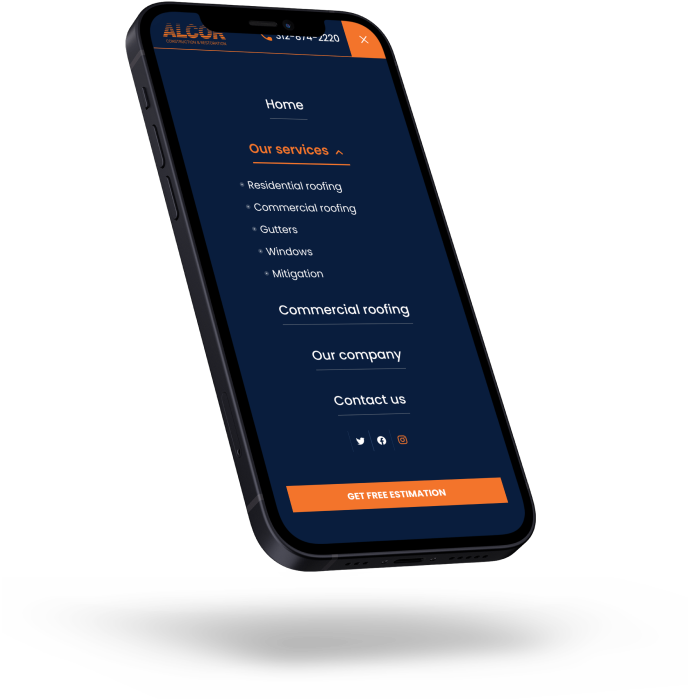 ALCOR
CONSTRUCTION & RESTORATION
312-874-2220
Home
Our services
Residential roofing
Commercial roofing
Gutters
Windows
Mitigation
Commercial roofing
Our company
Contact us
GET FREE ESTIMATION